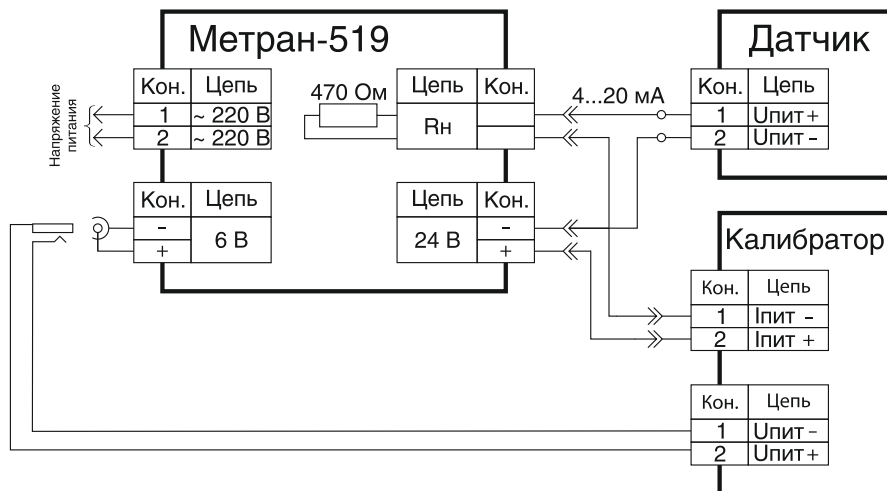 Метран-519
Датчик
Кон. Цепь
1 ~ 220 В
2 ~ 220 В
Напряжение
питания
470 Ом
Цепь Кон.
Rн
4...20 мА
Кон. Цепь
1 Uпит+
2 Uпит-
Кон. Цепь
- 6 В
+
Цепь Кон.
24 В -
+
Калибратор
Кон. Цепь
1 Iпит -
2 Iпит +
Кон. Цепь
1 Uпит-
2 Uпит+